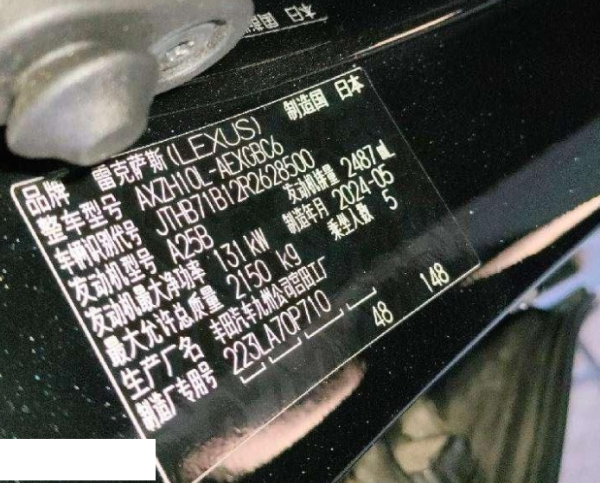 品牌 雷克萨斯(LEXUS) 制造国 日本
整车型号 AXZH10L-AEXGBC6
车辆识别代号 JTHB71B12R2628500
发动机型号 A25B 发动机排量 2487 mL
发动机最大净功率 131 kW 制造年月 2024-05
最大允许总质量 2150 kg 乘坐人数 5
生产厂名 丰田汽车九州公司宫田工厂
制造厂专用号 223LA70P710
48 148